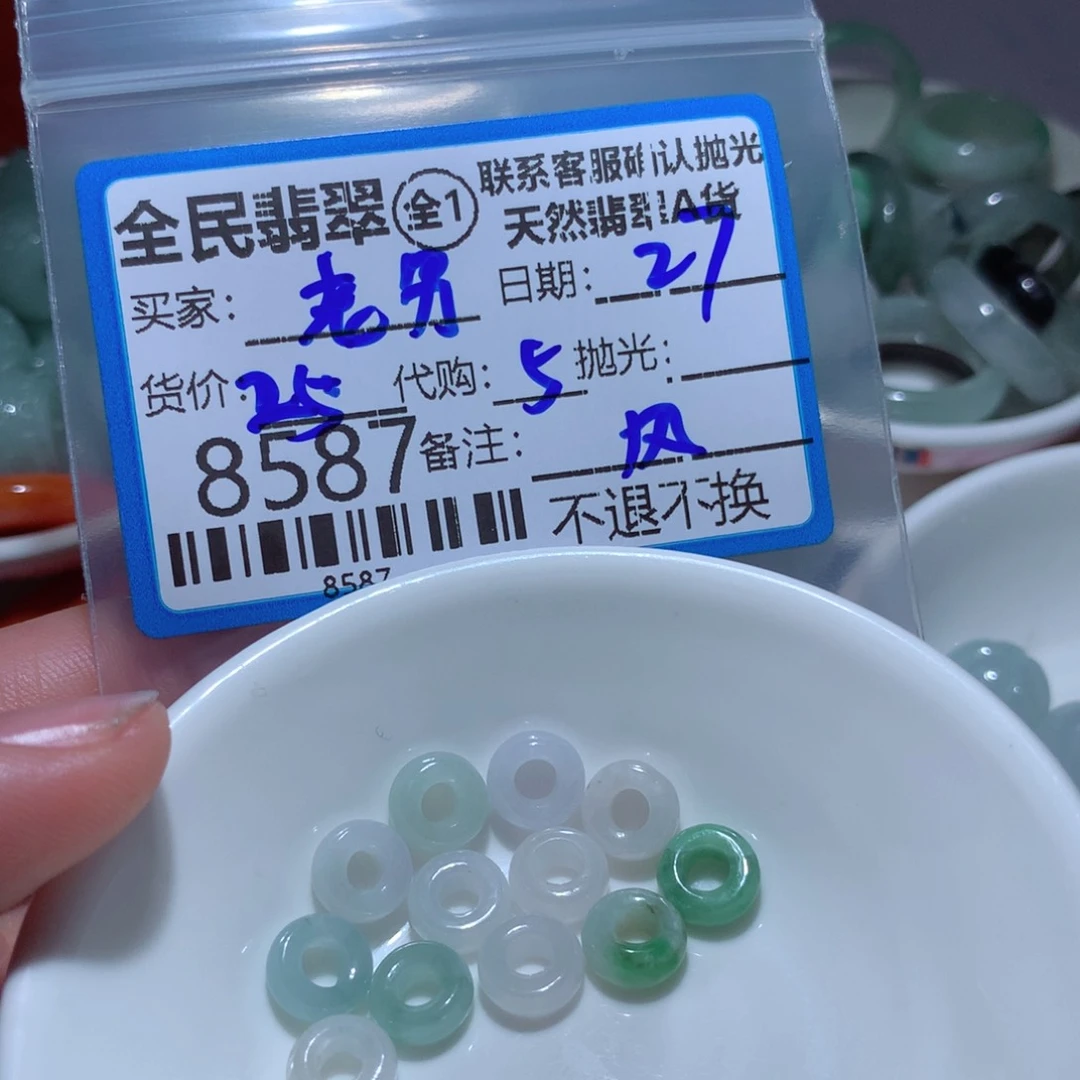 全民翡翠 全1 联系客服确认抛光
天然翡翠A货
买家: 老兄 日期: 27
货价: 25 代购: 5 抛光:
8587 备注: 风
不退不换
8587